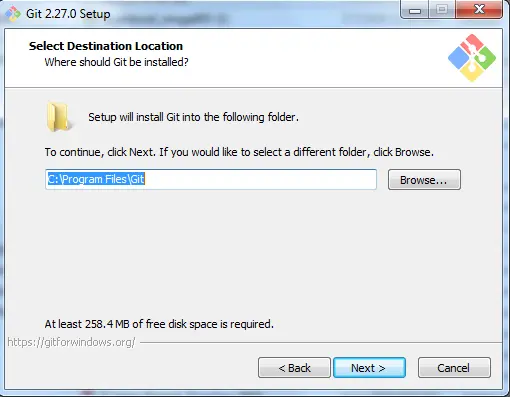 Git 2.27.0 Setup
Select Destination Location
Where should Git be installed?
Setup will install Git into the following folder.
To continue, click Next. If you would like to select a different folder, click Browse.
C:\Program Files\Git
Browse...
At least 258.4 MB of free disk space is required.
https://gitforwindows.org/
< Back
Next >
Cancel